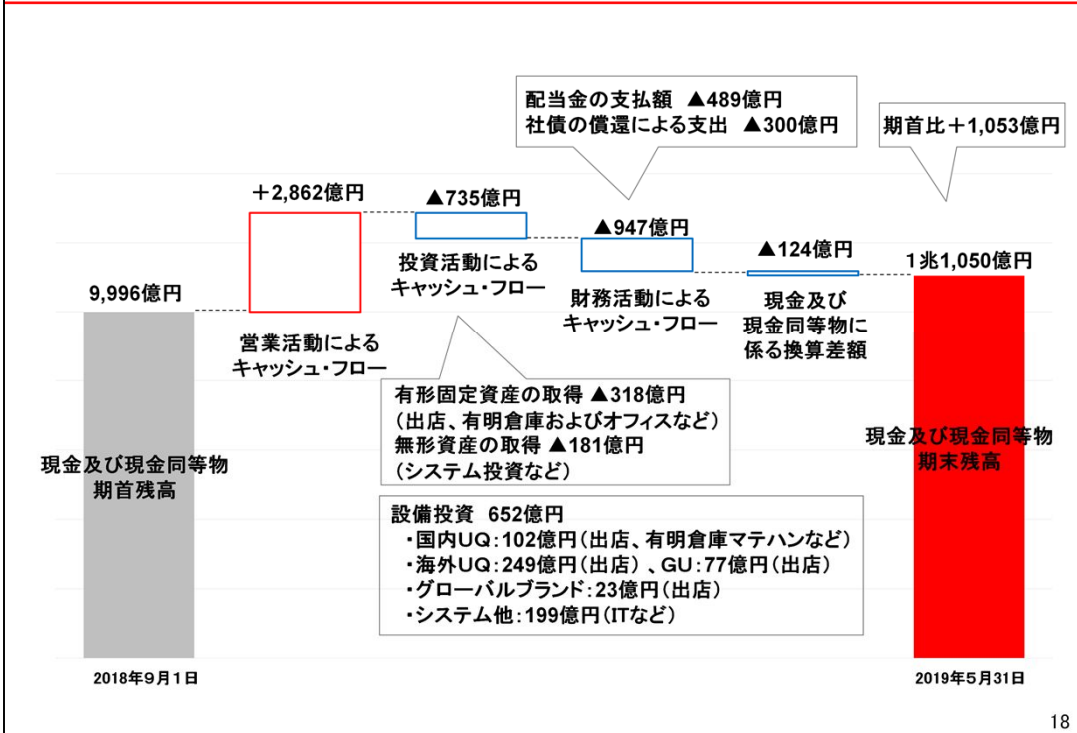 配当金の支払額 ▲489億円
社債の償還による支出 ▲300億円
期首比+1,053億円
+2,862億円
▲735億円
▲947億円
▲124億円
1兆1,050億円
9,996億円
営業活動による
キャッシュ・フロー
投資活動による
キャッシュ・フロー
財務活動による
キャッシュ・フロー
現金及び
現金同等物に
係る換算差額
有形固定資産の取得 ▲318億円
(出店、有明倉庫およびオフィスなど)
無形資産の取得 ▲181億円
(システム投資など)
現金及び現金同等物
期首残高
現金及び現金同等物
期末残高
設備投資 652億円
・国内UQ:102億円(出店、有明倉庫マテハンなど)
・海外UQ:249億円(出店)、GU:77億円(出店)
・グローバルブランド:23億円(出店)
・システム他:199億円(ITなど)
2018年9月1日
2019年5月31日
18